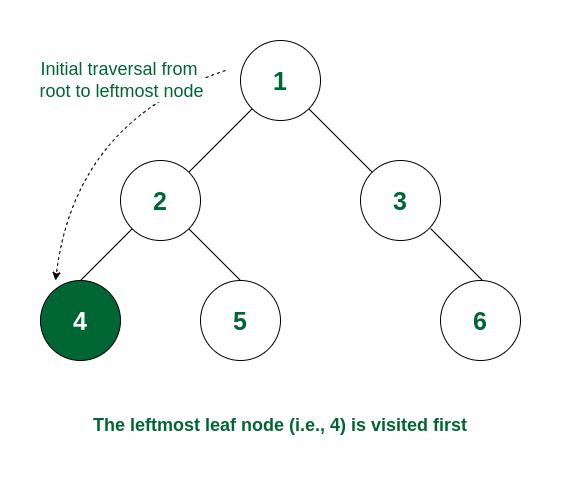 Initial traversal from
root to leftmost node
1
2
3
4
5
6
The leftmost leaf node (i.e., 4) is visited first